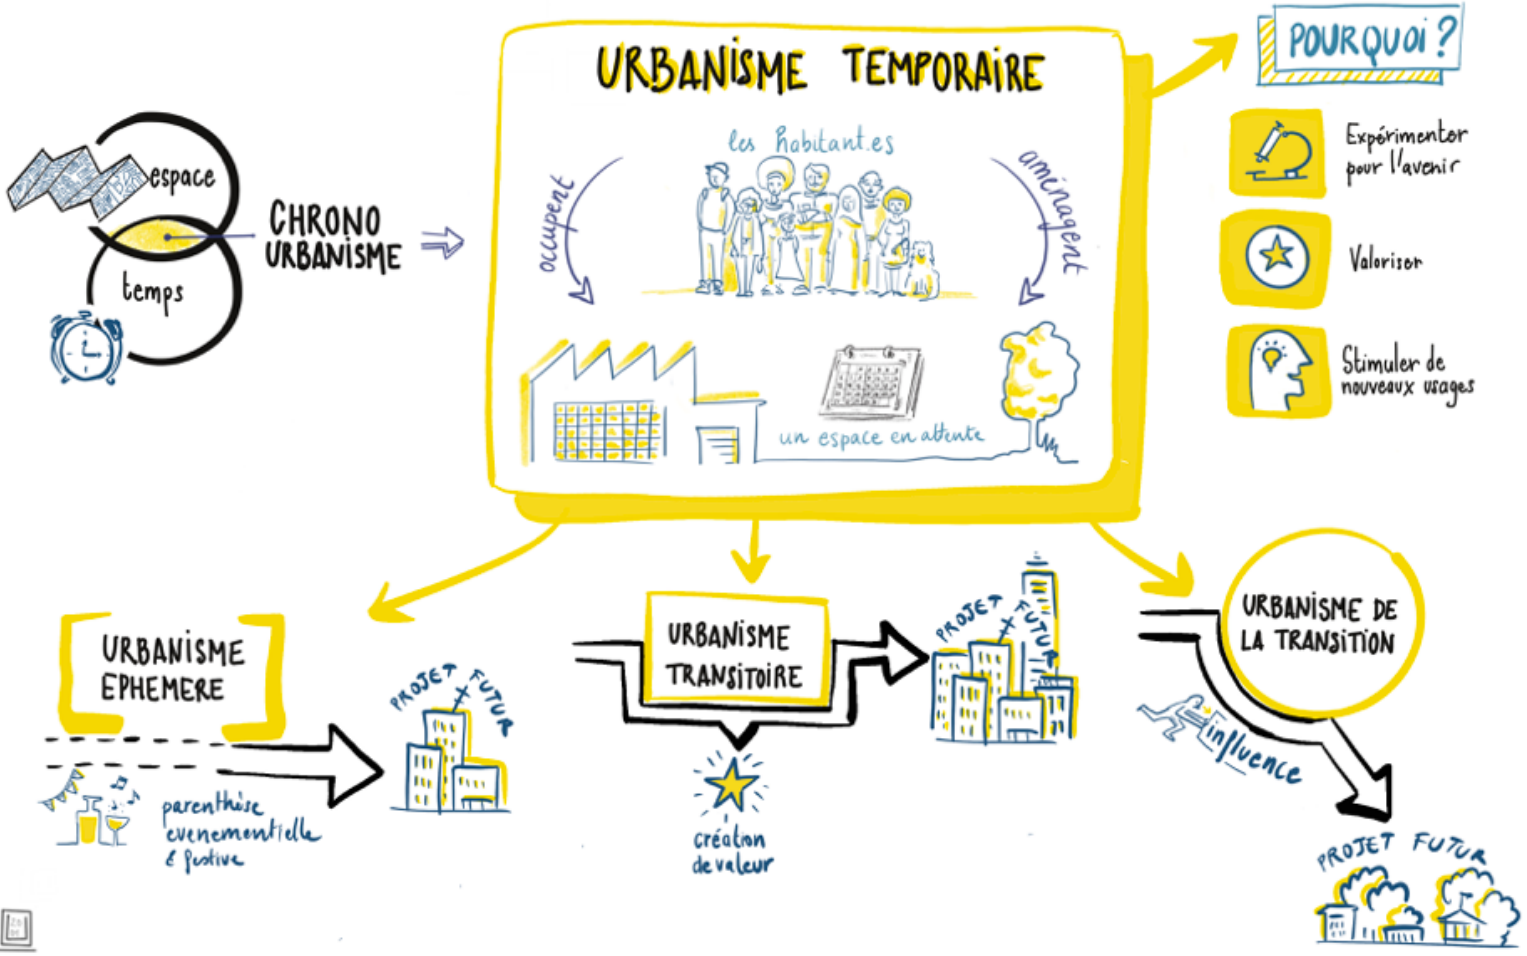 URBANISME TEMPORAIRE
POURQUOI ?
les habitant.es
occupent
aménagent
un espace en attente
espace
temps
CHRONO
URBANISME
Expérimenter
pour l'avenir
Valoriser
Stimuler de
nouveaux usages
URBANISME
EPHEMERE
parenthèse
evenementielle
& festive
PROJET FUTUR
URBANISME
TRANSITOIRE
création
de valeur
PROJET FUTUR
URBANISME DE
LA TRANSITION
influence
PROJET FUTUR